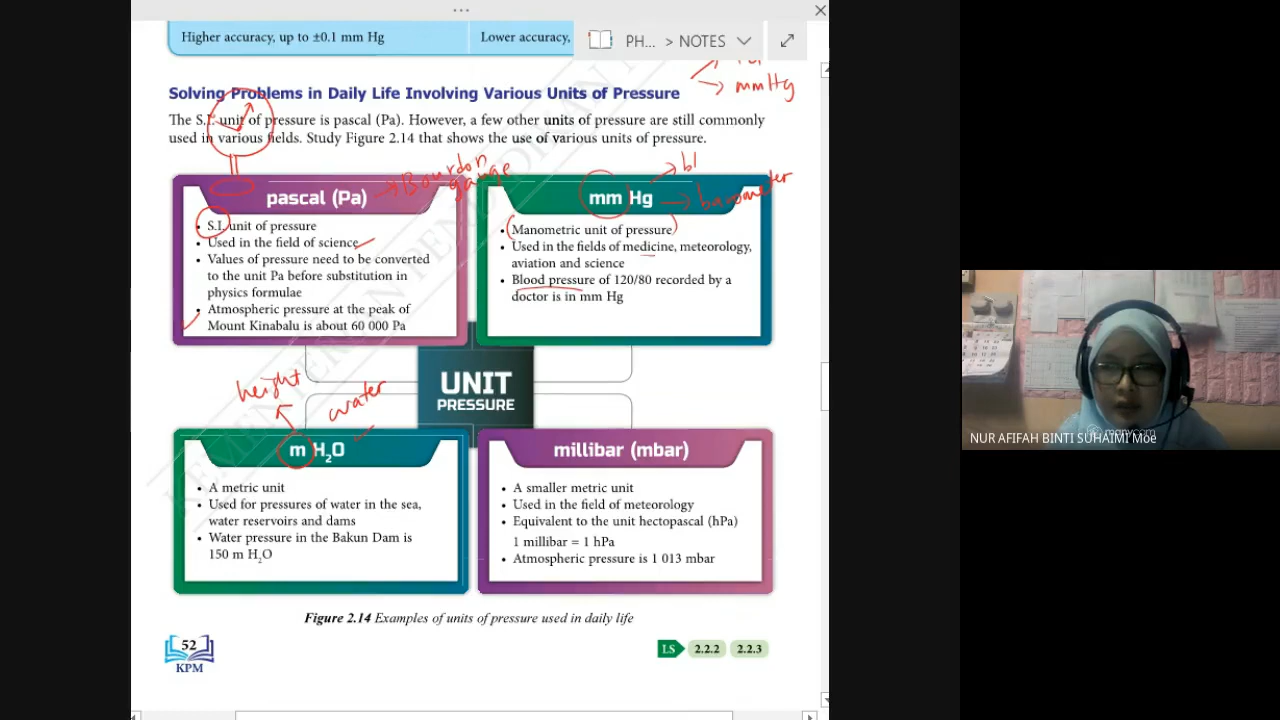 Higher accuracy, up to ±0.1 mm Hg
Lower accuracy,
PH... > NOTES
mmHg
Solving Problems in Daily Life Involving Various Units of Pressure
The S.I. unit of pressure is pascal (Pa). However, a few other units of pressure are still commonly
used in various fields. Study Figure 2.14 that shows the use of various units of pressure.
Bourdon
gauge
pascal (Pa)
• S.I. unit of pressure
• Used in the field of science
• Values of pressure need to be converted
to the unit Pa before substitution in
physics formulae
• Atmospheric pressure at the peak of
Mount Kinabalu is about 60 000 Pa
bl
barometer
mm Hg
• Manometric unit of pressure
• Used in the fields of medicine, meteorology,
aviation and science
• Blood pressure of 120/80 recorded by a
doctor is in mm Hg
UNIT
PRESSURE
height
water
m H₂O
• A metric unit
• Used for pressures of water in the sea,
water reservoirs and dams
• Water pressure in the Bakun Dam is
150 m H₂O
millibar (mbar)
• A smaller metric unit
• Used in the field of meteorology
• Equivalent to the unit hectopascal (hPa)
1 millibar = 1 hPa
• Atmospheric pressure is 1 013 mbar
Figure 2.14 Examples of units of pressure used in daily life
52
KPM
LS 2.2.2 2.2.3
NUR AFIFAH BINTI SUHAIMI Moe